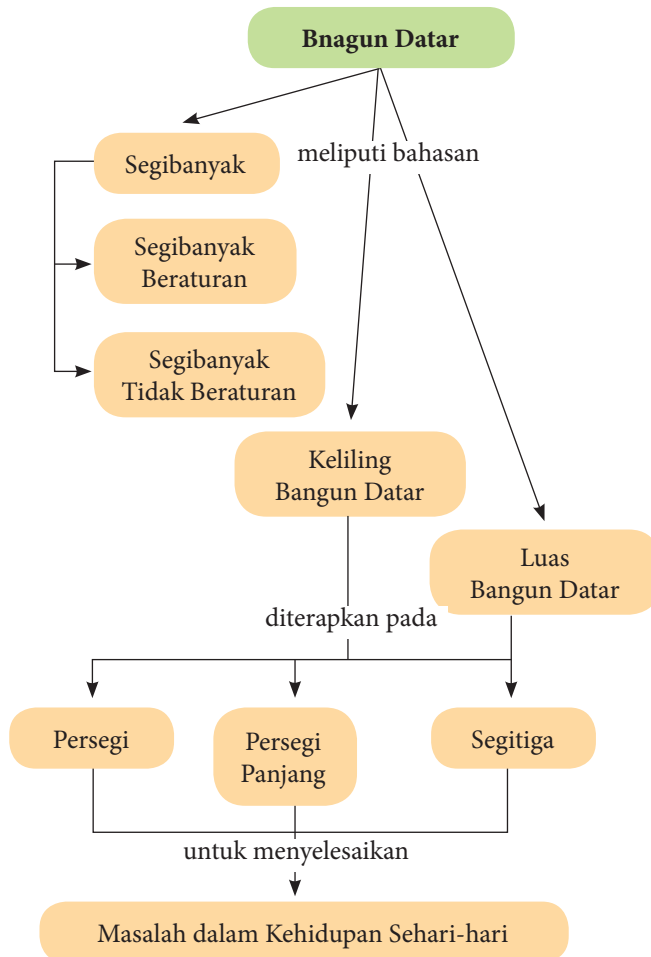 Bnagun Datar
meliputi bahasan
Segibanyak
Segibanyak
Beraturan
Segibanyak
Tidak Beraturan
Keliling
Bangun Datar
Luas
Bangun Datar
diterapkan pada
Persegi
Persegi
Panjang
Segitiga
untuk menyelesaikan
Masalah dalam Kehidupan Sehari-hari